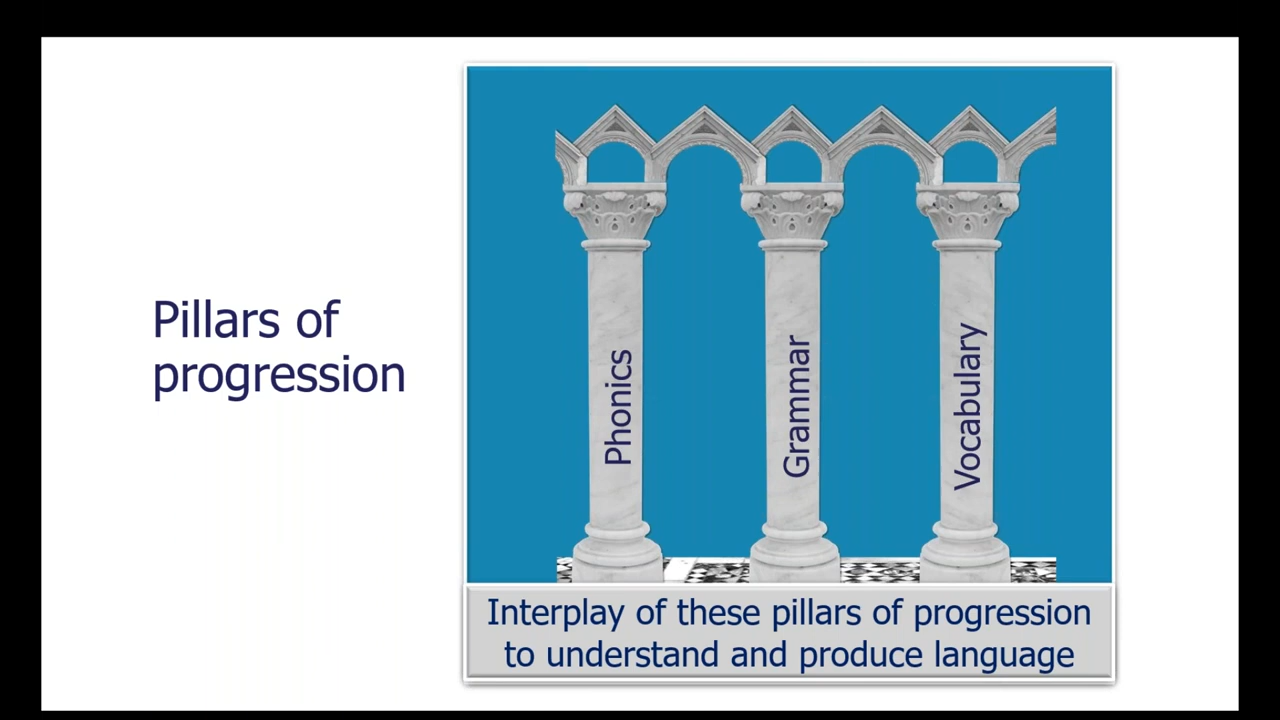 Pillars of
progression
Phonics
Grammar
Vocabulary
Interplay of these pillars of progression
to understand and produce language